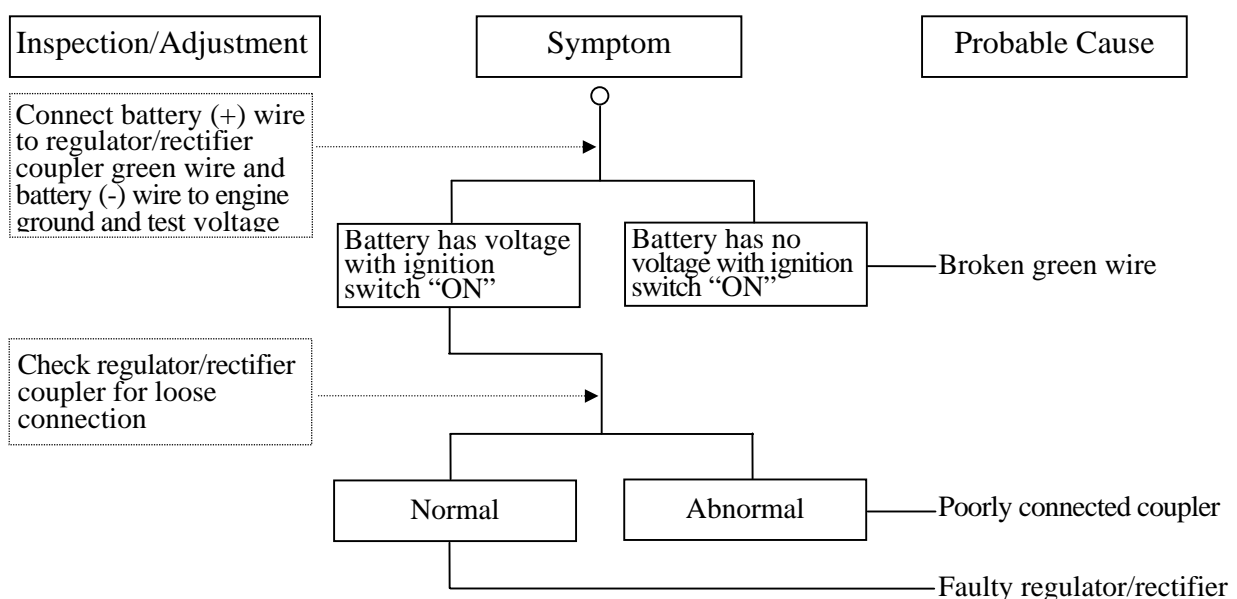 Inspection/Adjustment
Symptom
Probable Cause
Connect battery (+) wire
to regulator/rectifier
coupler green wire and
battery (-) wire to engine
ground and test voltage
Battery has voltage
with ignition
switch “ON”
Battery has no
voltage with ignition
switch “ON”
Broken green wire
Check regulator/rectifier
coupler for loose
connection
Normal
Abnormal
Poorly connected coupler
Faulty regulator/rectifier